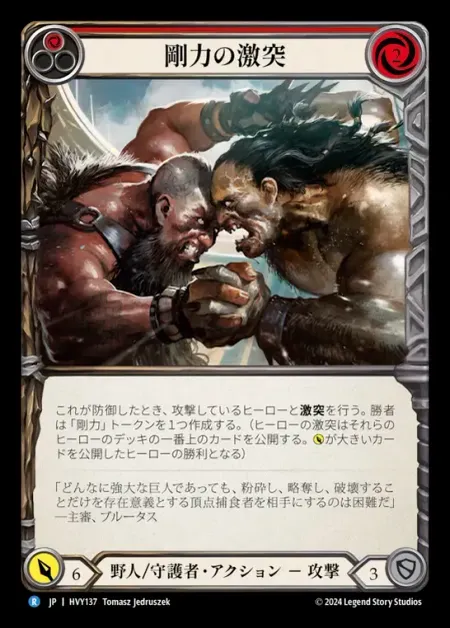 剛力の激突
2
これが防御したとき、攻撃しているヒーローと激突を行う。勝者
は「剛力」トークンを1つ作成する。（ヒーローの激突はそれらの
ヒーローのデッキの一番上のカードを公開する。が大きいカー
ドを公開したヒーローの勝利となる）
「どんなに強大な巨人であっても、粉砕し、略奪し、破壊するこ
とだけを存在意義とする頂点捕食者を相手にするのは困難だ」
—主審、ブルータス
6 野人/守護者・アクション － 攻撃 3
R JP | HVY137 Tomasz Jedruszek © 2024 Legend Story Studios